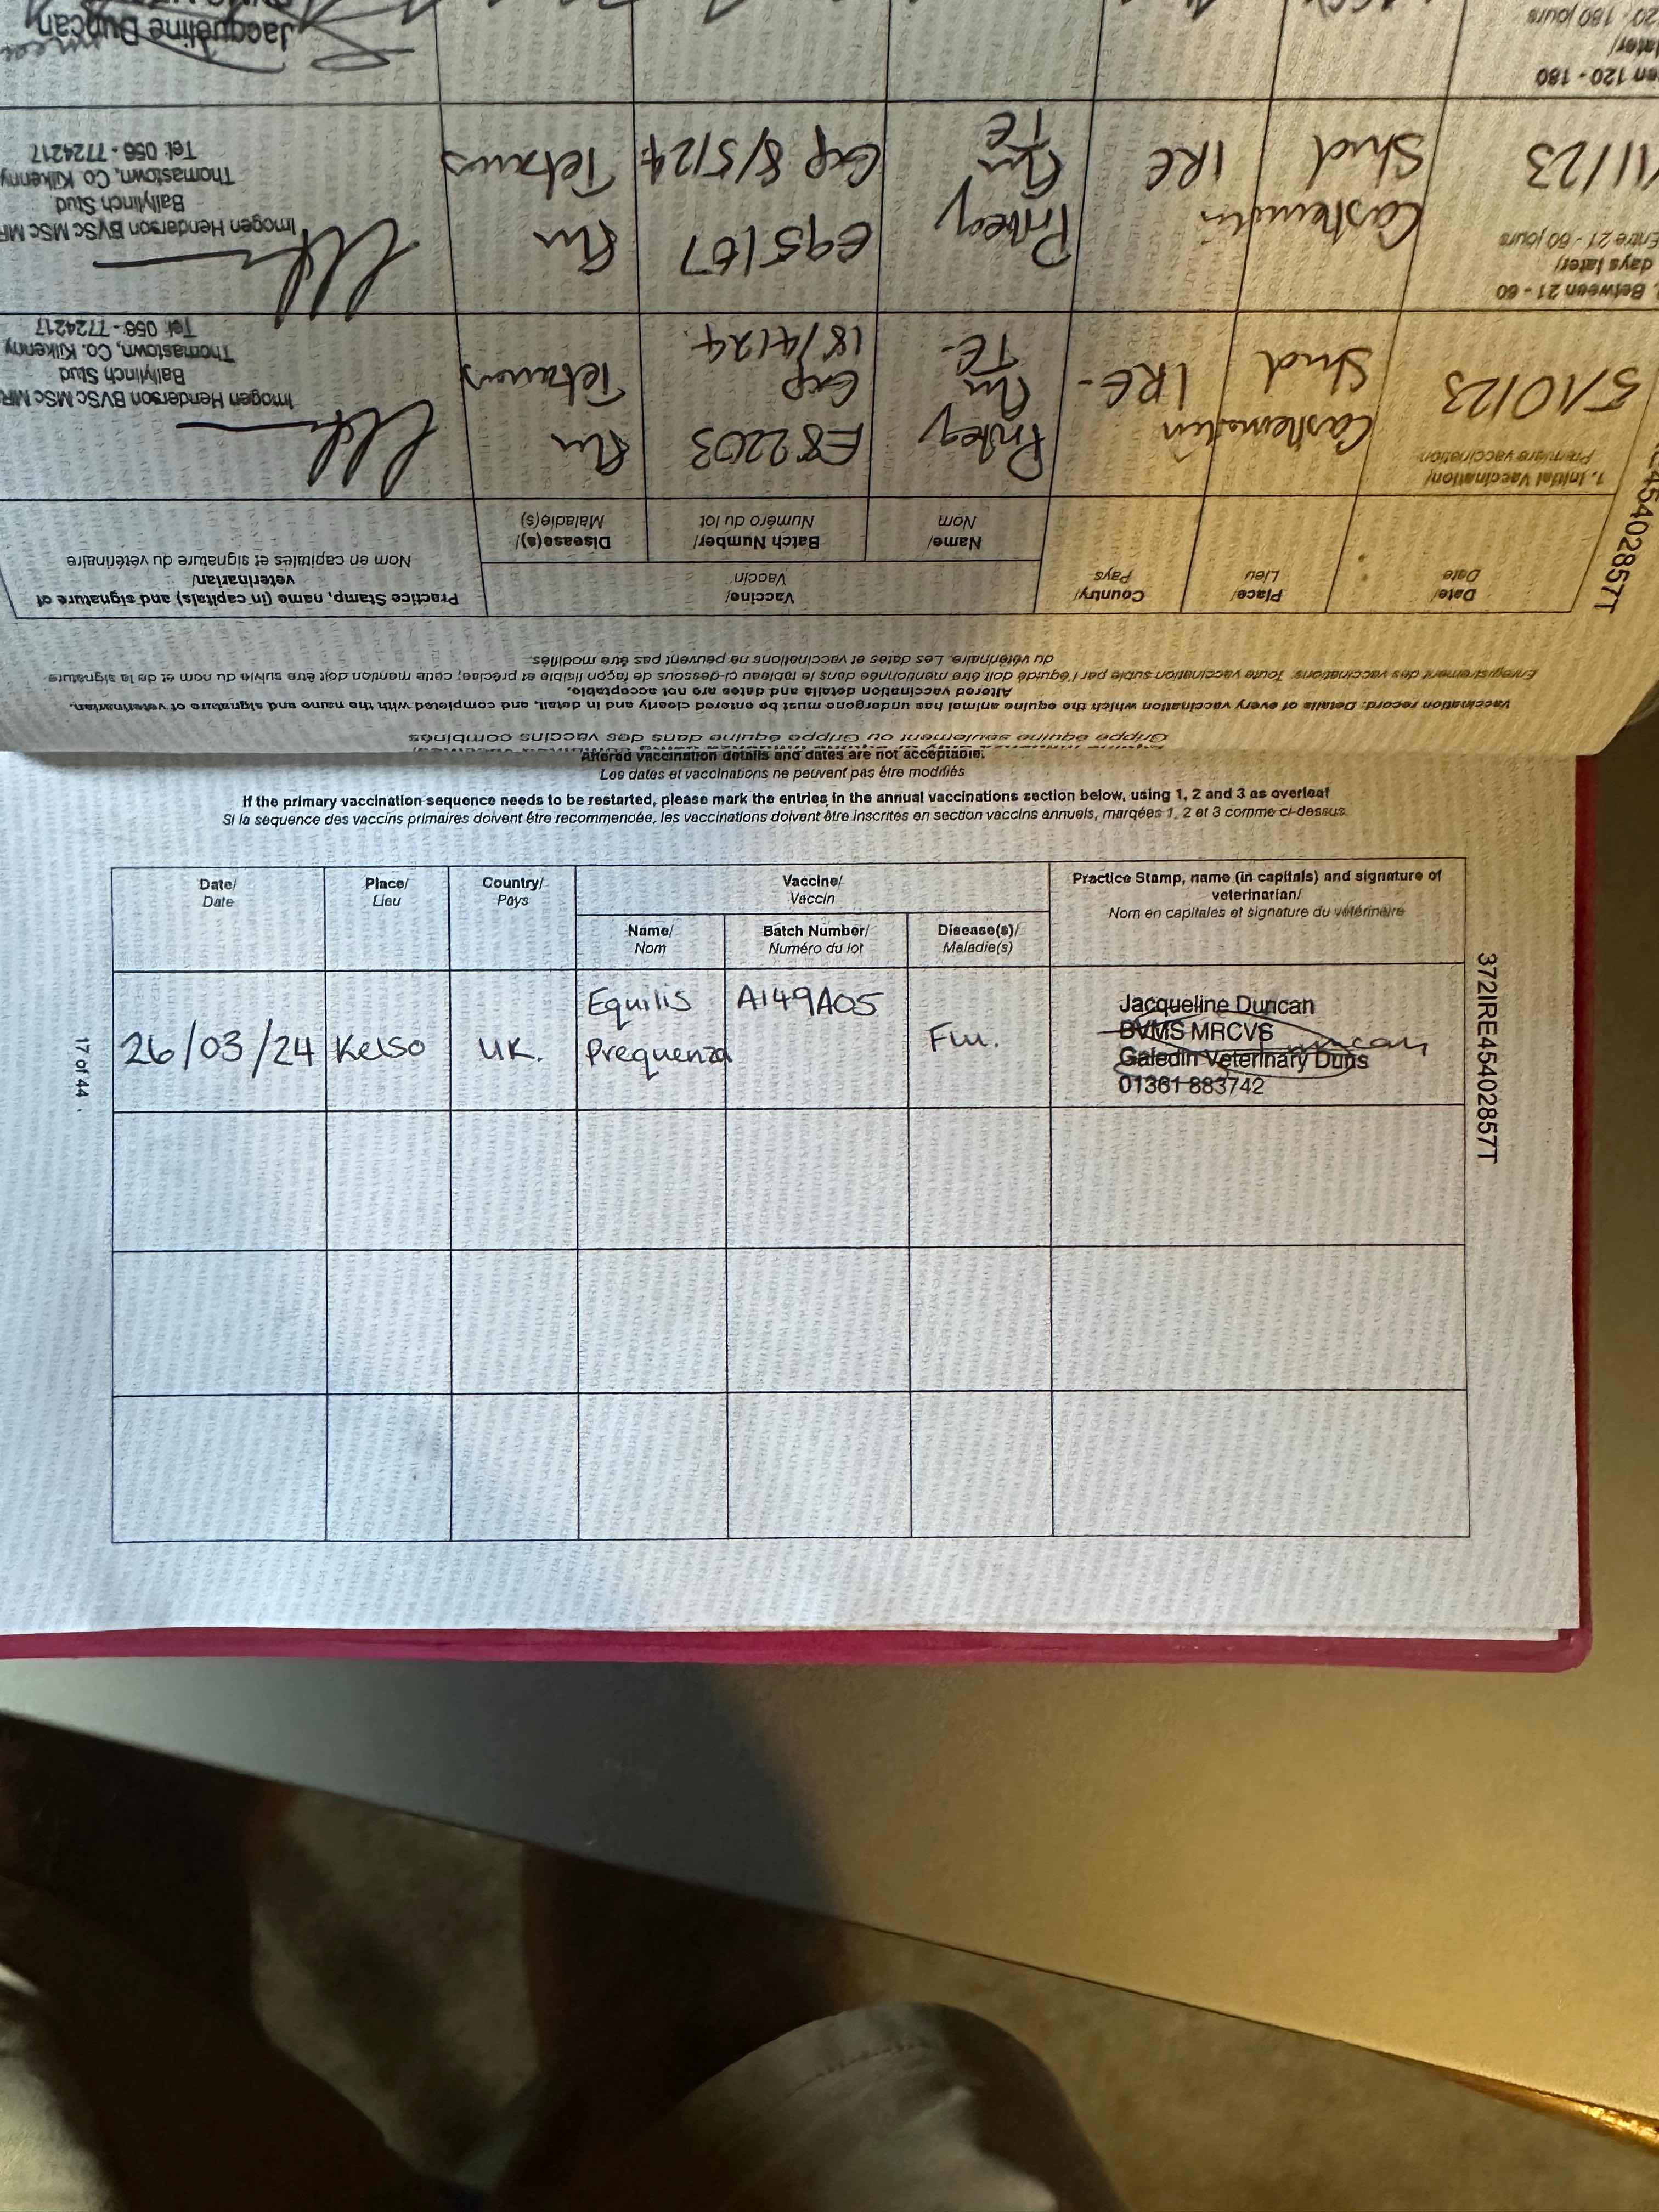 Altered vaccination details and dates are not acceptable.
Les dates et vaccinations ne peuvent pas être modifiés
If the primary vaccination sequence needs to be restarted, please mark the entries in the annual vaccinations section below, using 1, 2 and 3 as overleaf
Si la séquence des vaccins primaires doivent être recommencée, les vaccinations doivent être inscrités en section vaccins annuels, marqées 1, 2 et 3 comme ci-dessus
Date/
Date
Place/
Lieu
Country/
Pays
Vaccine/
Vaccin
Practice Stamp, name (in capitals) and signature of
veterinarian/
Nom en capitales et signature du vétérinaire
Name/
Nom
Batch Number/
Numéro du lot
Disease(s)/
Maladie(s)
26/03/24
Kelso
UK.
Equilis
Prequenza
A149A05
Flu.
Jacqueline Duncan
BVMS MRCVS
Galedin Veterinary Duns
01361 883742
Duncan
372IRE45402857T
17 of 44
Grippe équine seulement ou Grippe équine dans des vaccins combinés
Vaccination record: Details of every vaccination which the equine animal has undergone must be entered clearly and in detail, and completed with the name and signature of veterinarian.
Altered vaccination details and dates are not acceptable.
Enregistrement des vaccinations: Toute vaccination subie par l'équidé doit être mentionnée dans le tableau ci-dessous de façon lisible et précise; cette mention doit être suivie du nom et de la signature
du vétérinaire. Les dates et vaccinations ne peuvent pas être modifiés.
Date/
Date
Place/
Lieu
Country/
Pays
Vaccine/
Vaccin
Practice Stamp, name (in capitals) and signature of
veterinarian/
Nom en capitales et signature du vétérinaire
Name/
Nom
Batch Number/
Numéro du lot
Disease(s)/
Maladie(s)
1. Initial Vaccination/
Première vaccination
5/10/23
Castlemartin
Stud
IRE-
Proteq
Flu
TE-
E82203
Exp
18/4/24.
Flu
Tetanus
Imogen Henderson BVSc MSc MR
Ballylinch Stud
Thomastown, Co. Kilkenny
Tel: 056 - 7724217
Between 21 - 60
days later/
Entre 21 - 60 jours
/11/23
Castlemartin
Stud
IRE
Proteq
Flu
TE
E95167
Exp 8/5/24
Flu
Tetanus
Imogen Henderson BVSc MSc MR
Ballylinch Stud
Thomastown, Co. Kilkenny
Tel: 056 - 7724217
en 120 - 180
later/
20 - 180 jours
Jacqueline Duncan
45402857T